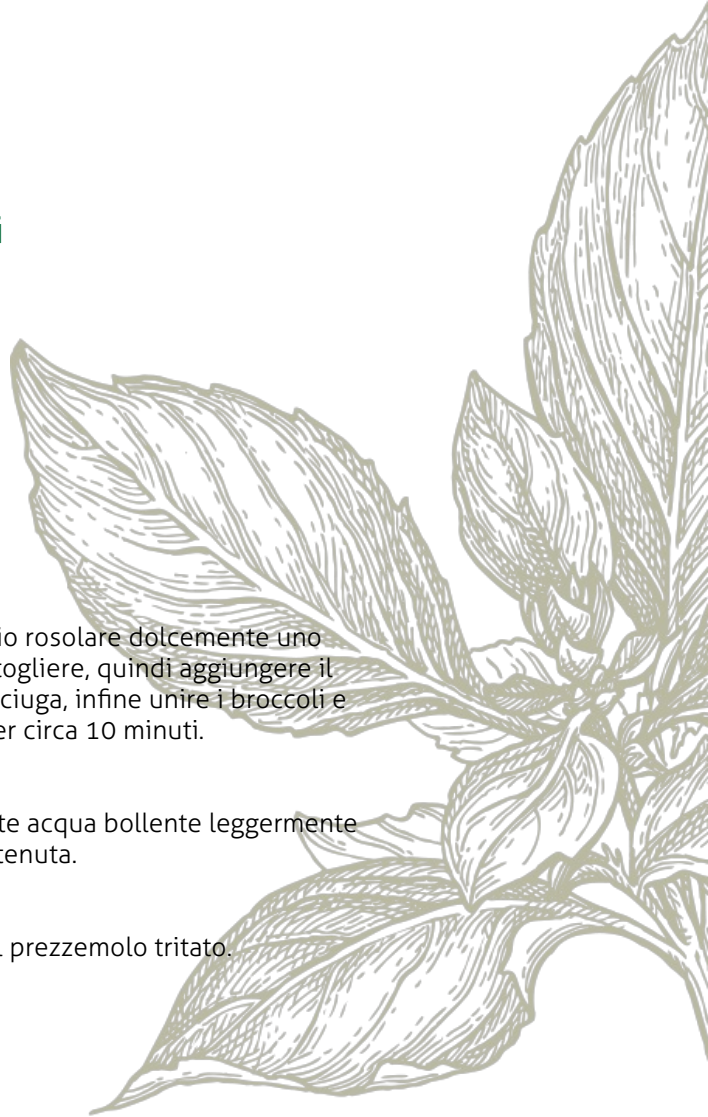 i
io rosolare dolcemente uno
togliere, quindi aggiungere il
sciuga, infine unire i broccoli e
er circa 10 minuti.
te acqua bollente leggermente
tenuta.
l prezzemolo tritato.